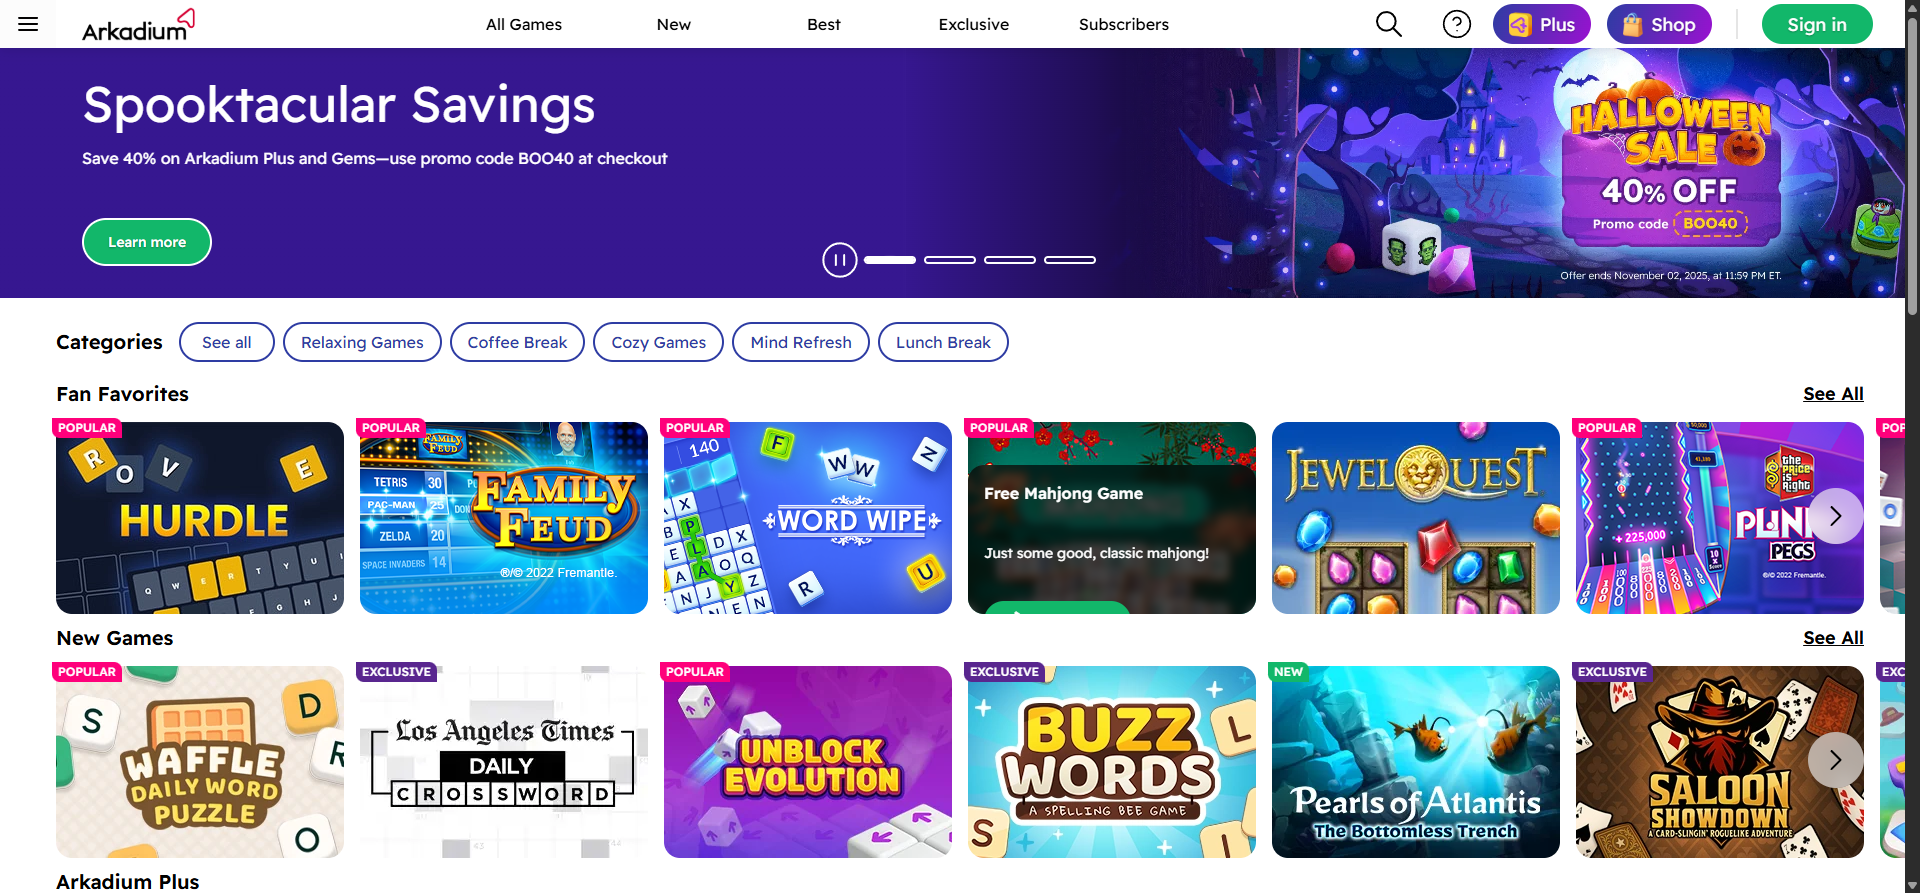 Arkadium
All Games
New
Best
Exclusive
Subscribers
?
Plus
Shop
Sign in
Spooktacular Savings
Save 40% on Arkadium Plus and Gems—use promo code BOO40 at checkout
Learn more
HALLOWEEN
SALE
40% OFF
Promo code BOO40
Offer ends November 02, 2025, at 11:59 PM ET.
Categories
See all
Relaxing Games
Coffee Break
Cozy Games
Mind Refresh
Lunch Break
Fan Favorites
See All
POPULAR
R O V E
HURDLE
Q W E R T Y U
F G H J
POPULAR
FAMILY
FEUD
TETRIS 30
PAC-MAN 25
ZELDA 20
SPACE INVADERS 14
FAMILY
FEUD
®/© 2022 Fremantle.
POPULAR
140
F
W W
N
WORD WIPE
PLAY
R
U
POPULAR
Free Mahjong Game
Just some good, classic mahjong!
JEWEL QUEST
POPULAR
the
Price
is
Right
+ 225,000
PEGS
®/© 2022 Fremantle.
POP
New Games
See All
POPULAR
S
D
R
WAFFLE
DAILY WORD
PUZZLE
O
EXCLUSIVE
Los Angeles Times
DAILY
CROSSWORD
POPULAR
UNBLOCK
EVOLUTION
EXCLUSIVE
BUZZ
WORDS
A SPELLING BEE GAME
L
S
NEW
Pearls of Atlantis
The Bottomless Trench
EXCLUSIVE
SALOON
SHOWDOWN
A CARD-SLINGIN' ROGUELIKE ADVENTURE
EXC
Arkadium Plus